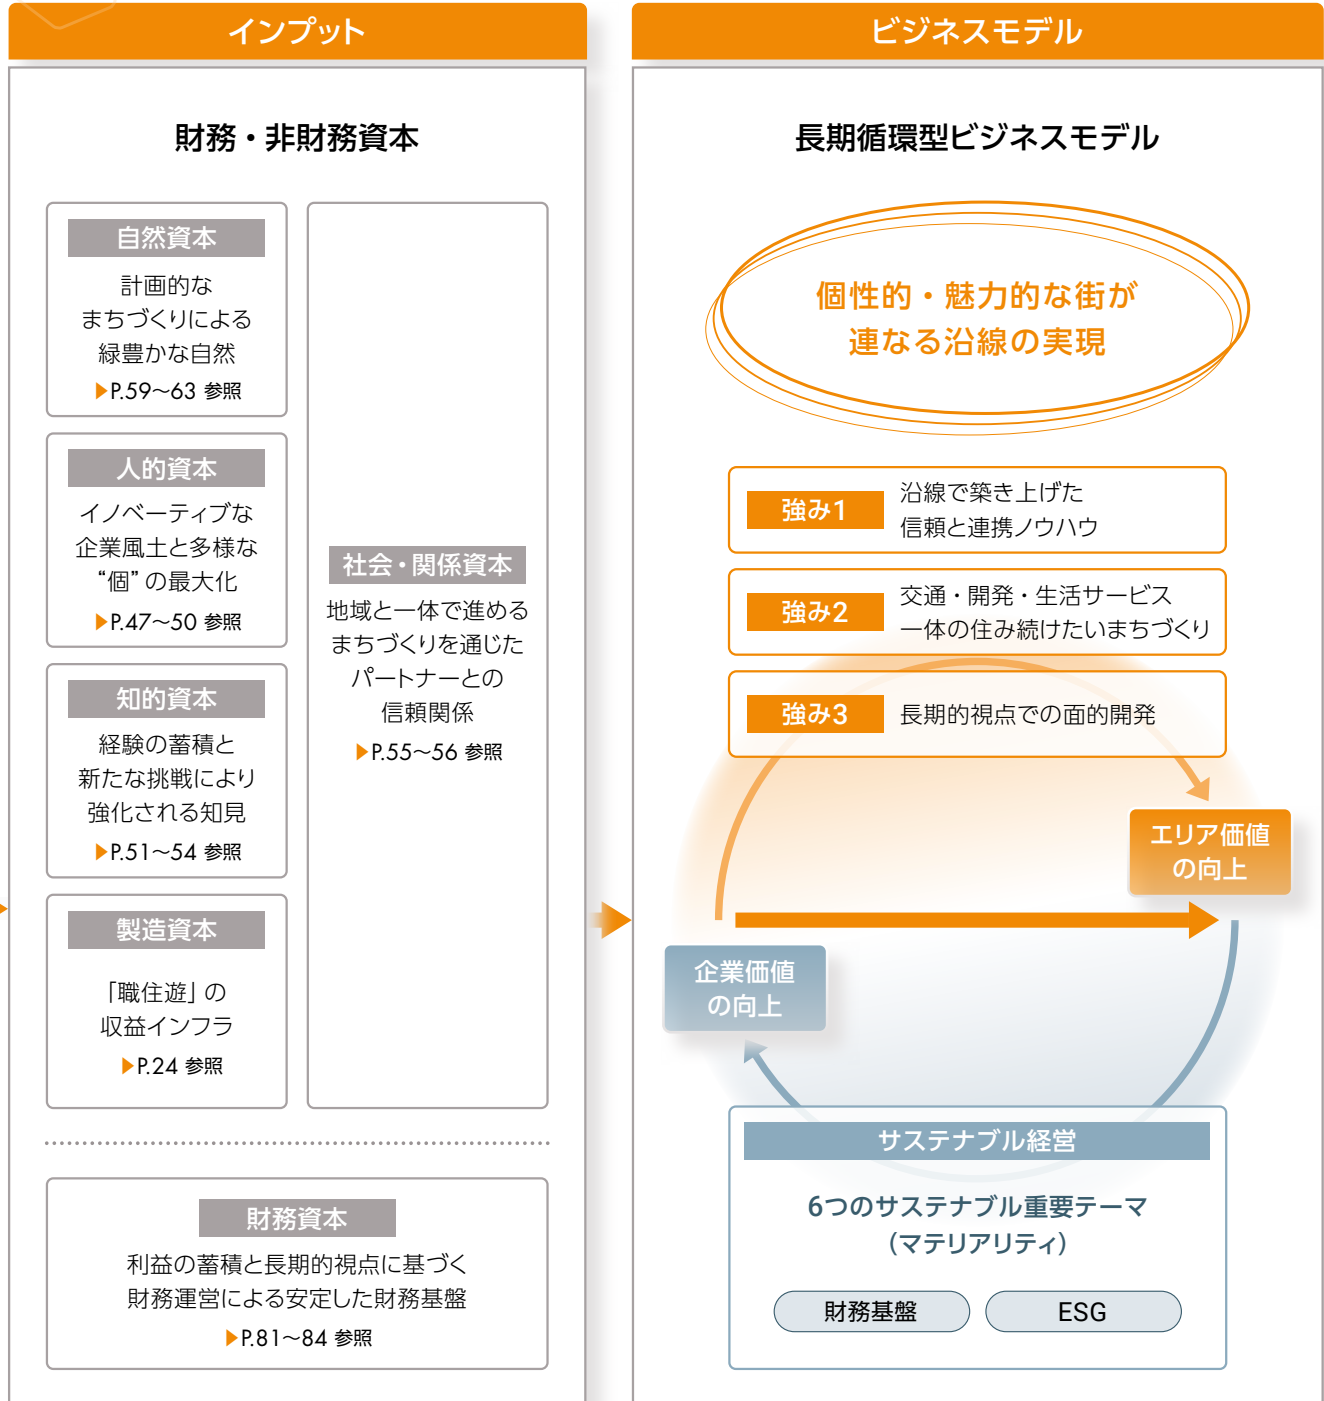 インプット
財務・非財務資本
自然資本
計画的な
まちづくりによる
緑豊かな自然
▶P.59～63 参照
人的資本
イノベーティブな
企業風土と多様な
“個” の最大化
▶P.47～50 参照
知的資本
経験の蓄積と
新たな挑戦により
強化される知見
▶P.51～54 参照
製造資本
「職住遊」の
収益インフラ
▶P.24 参照
社会・関係資本
地域と一体で進める
まちづくりを通じた
パートナーとの
信頼関係
▶P.55～56 参照
財務資本
利益の蓄積と長期的視点に基づく
財務運営による安定した財務基盤
▶P.81～84 参照
ビジネスモデル
長期循環型ビジネスモデル
個性的・魅力的な街が
連なる沿線の実現
強み1
沿線で築き上げた
信頼と連携ノウハウ
強み2
交通・開発・生活サービス
一体の住み続けたいまちづくり
強み3
長期的視点での面的開発
エリア価値
の向上
企業価値
の向上
サステナブル経営
6つのサステナブル重要テーマ
（マテリアリティ）
財務基盤
ESG